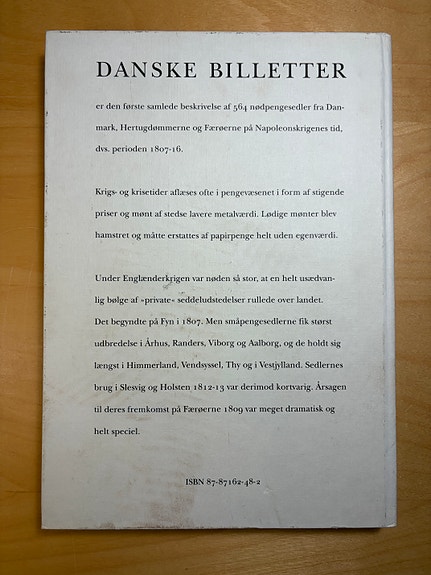 DANSKE BILLETTER
er den første samlede beskrivelse af 564 nødpengesedler fra Dan-
mark, Hertugdømmerne og Færøerne på Napoleonskrigenes tid,
dvs. perioden 1807-16.
Krigs- og krisetider aflæses ofte i pengevæsenet i form af stigende
priser og mønt af stedse lavere metalværdi. Lødige mønter blev
hamstret og måtte erstattes af papirpenge helt uden egenværdi.
Under Englænderkrigen var nøden så stor, at en helt usædvan-
lig bølge af »private« seddeludstedelser rullede over landet.
Det begyndte på Fyn i 1807. Men småpengesedlerne fik størst
udbredelse i Århus, Randers, Viborg og Aalborg, og de holdt sig
længst i Himmerland, Vendsyssel, Thy og i Vestjylland. Sedlernes
brug i Slesvig og Holsten 1812-13 var derimod kortvarig. Årsagen
til deres fremkomst på Færøerne 1809 var meget dramatisk og
helt speciel.
ISBN 87-87162-48-2